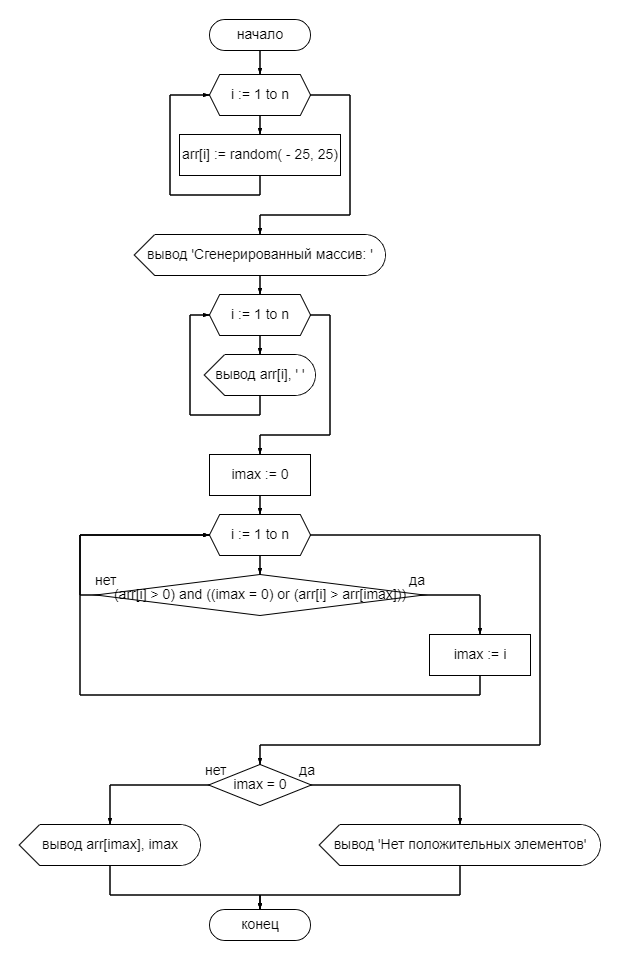 начало
i := 1 to n
arr[i] := random( - 25, 25)
вывод 'Сгенерированный массив: '
i := 1 to n
вывод arr[i], ' '
imax := 0
i := 1 to n
нет
да
(arr[i] > 0) and ((imax = 0) or (arr[i] > arr[imax]))
imax := i
нет
да
imax = 0
вывод arr[imax], imax
вывод 'Нет положительных элементов'
конец